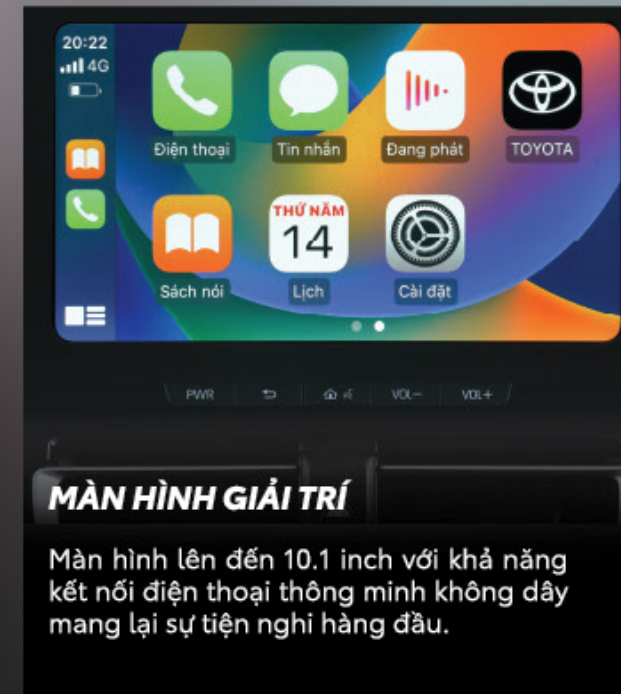 20:22
4G
Điện thoại
Tin nhắn
Đang phát
TOYOTA
Sách nói
THỨ NĂM
14
Lịch
Cài đặt
PWR
VOL−
VOL+
MÀN HÌNH GIẢI TRÍ
Màn hình lên đến 10.1 inch với khả năng
kết nối điện thoại thông minh không dây
mang lại sự tiện nghi hàng đầu.